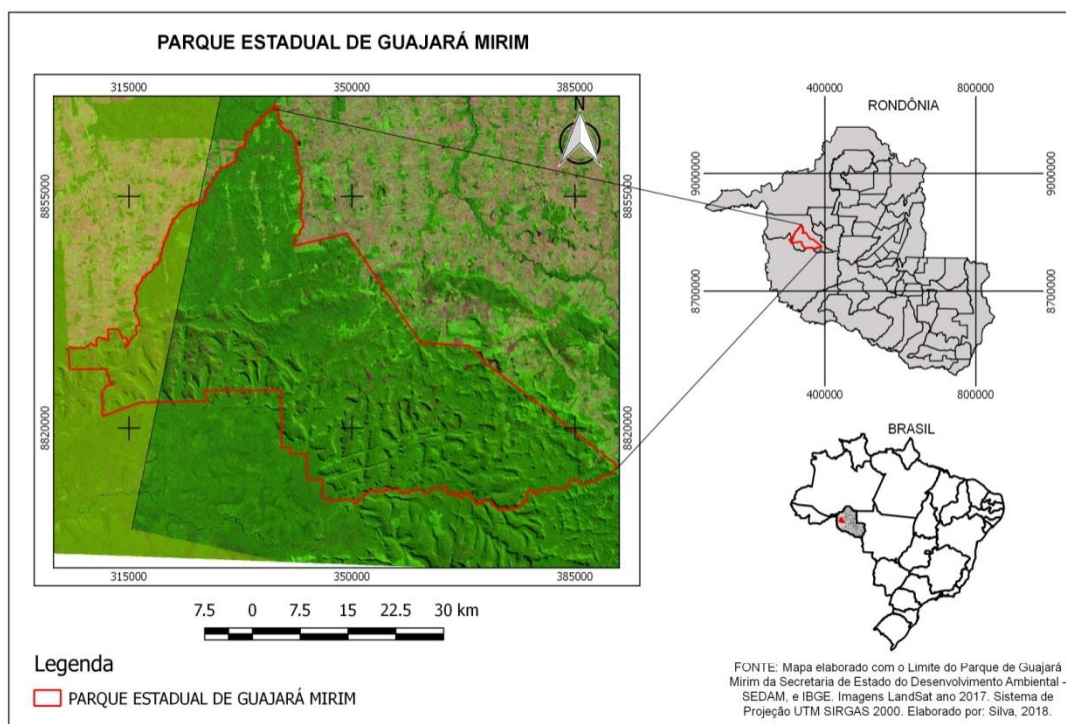 PARQUE ESTADUAL DE GUAJARÁ MIRIM
315000 350000 385000
N
8855000 8855000
8820000 8820000
315000 350000 385000
7.5 0 7.5 15 22.5 30 km
Legenda
PARQUE ESTADUAL DE GUAJARÁ MIRIM
400000 800000
RONDÔNIA
9000000 9000000
8700000 8700000
400000 800000
BRASIL
FONTE: Mapa elaborado com o Limite do Parque de Guajará
Mirim da Secretaria de Estado do Desenvolvimento Ambiental -
SEDAM, e IBGE. Imagens LandSat ano 2017. Sistema de
Projeção UTM SIRGAS 2000. Elaborado por: Silva, 2018.